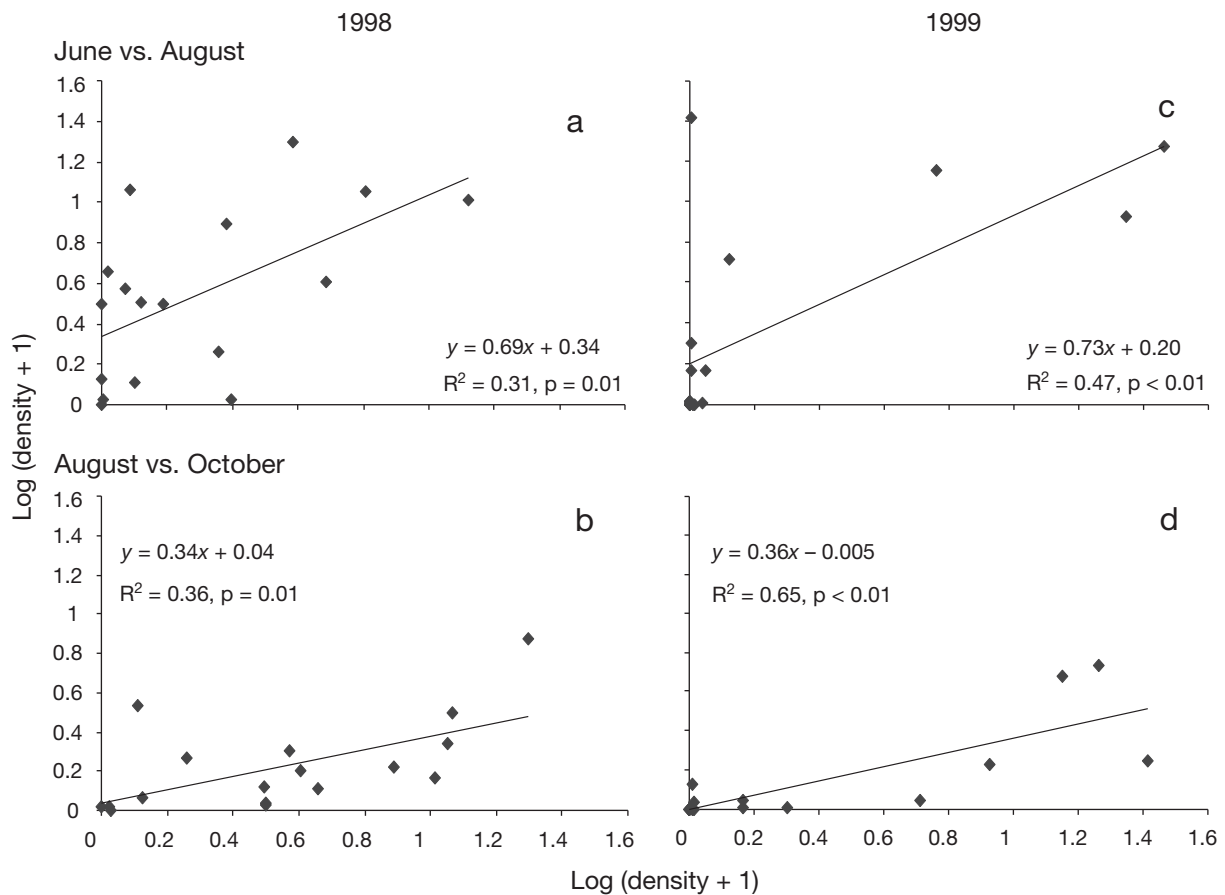 1998
1999
June vs. August
1.6
1.4
1.2
1
0.8
0.6
0.4
0.2
0
a
y = 0.69x + 0.34
R² = 0.31, p = 0.01
1.6
c
y = 0.73x + 0.20
R² = 0.47, p < 0.01
1.6
Log (density + 1)
August vs. October
1.6
1.4
1.2
1
0.8
0.6
0.4
0.2
0
b
y = 0.34x + 0.04
R² = 0.36, p = 0.01
d
y = 0.36x – 0.005
R² = 0.65, p < 0.01
0 0.2 0.4 0.6 0.8 1 1.2 1.4 1.6
0 0.2 0.4 0.6 0.8 1 1.2 1.4 1.6
Log (density + 1)